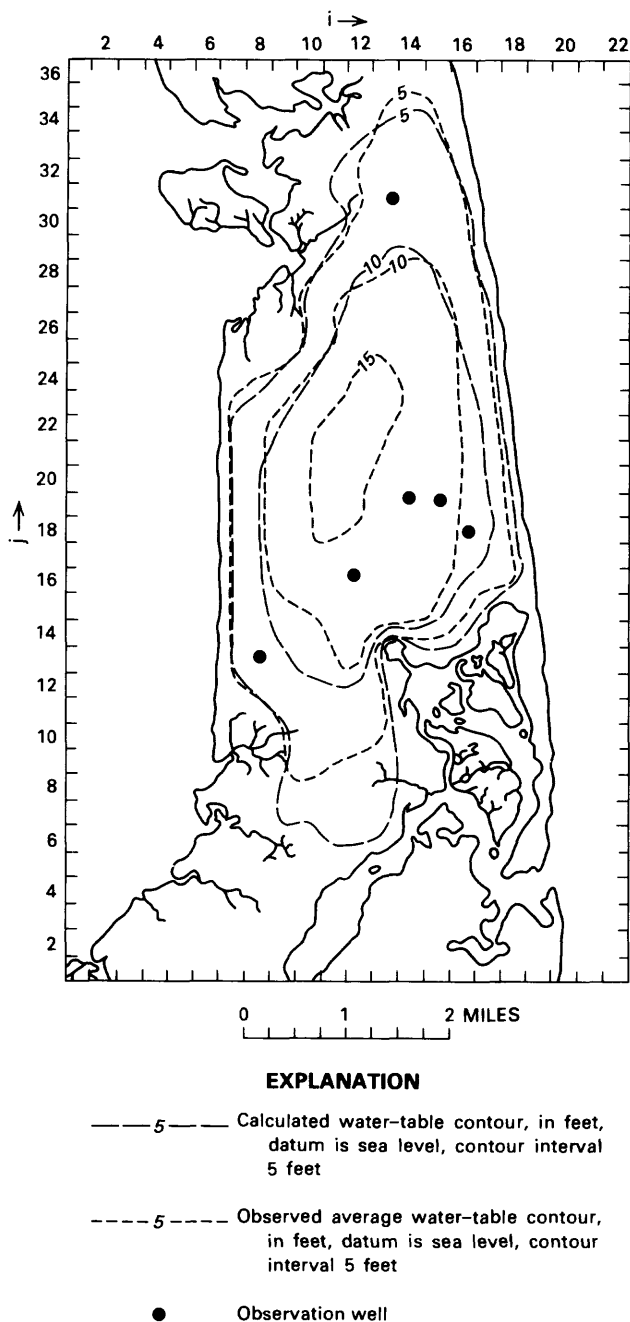 i →
2 4 6 8 10 12 14 16 18 20 22
36
34
32
30
28
26
24
22
20
18
16
14
12
10
8
6
4
2
j →
5
5
10
10
15
0 1 2 MILES
EXPLANATION
5 Calculated water-table contour, in feet,
datum is sea level, contour interval
5 feet
5 Observed average water-table contour,
in feet, datum is sea level, contour
interval 5 feet
Observation well